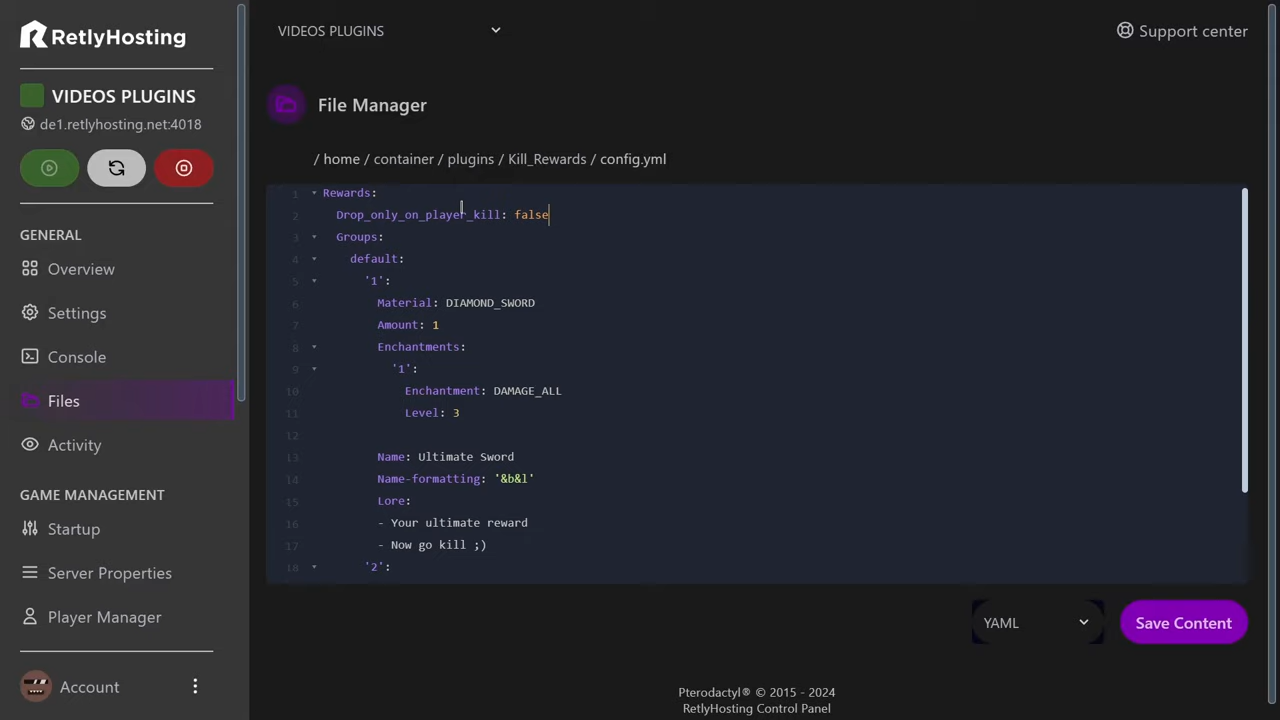 RetlyHosting
VIDEOS PLUGINS
de1.retlyhosting.net:4018
GENERAL
Overview
Settings
Console
Files
Activity
GAME MANAGEMENT
Startup
Server Properties
Player Manager
Account
VIDEOS PLUGINS
Support center
File Manager
/ home / container / plugins / Kill_Rewards / config.yml
1 Rewards:
2 Drop_only_on_player_kill: false
3 Groups:
4 default:
5 '1':
6 Material: DIAMOND_SWORD
7 Amount: 1
8 Enchantments:
9 '1':
10 Enchantment: DAMAGE_ALL
11 Level: 3
12
13 Name: Ultimate Sword
14 Name-formatting: '&b&l'
15 Lore:
16 - Your ultimate reward
17 - Now go kill ;)
18 '2':
YAML
Save Content
Pterodactyl® © 2015 - 2024
RetlyHosting Control Panel